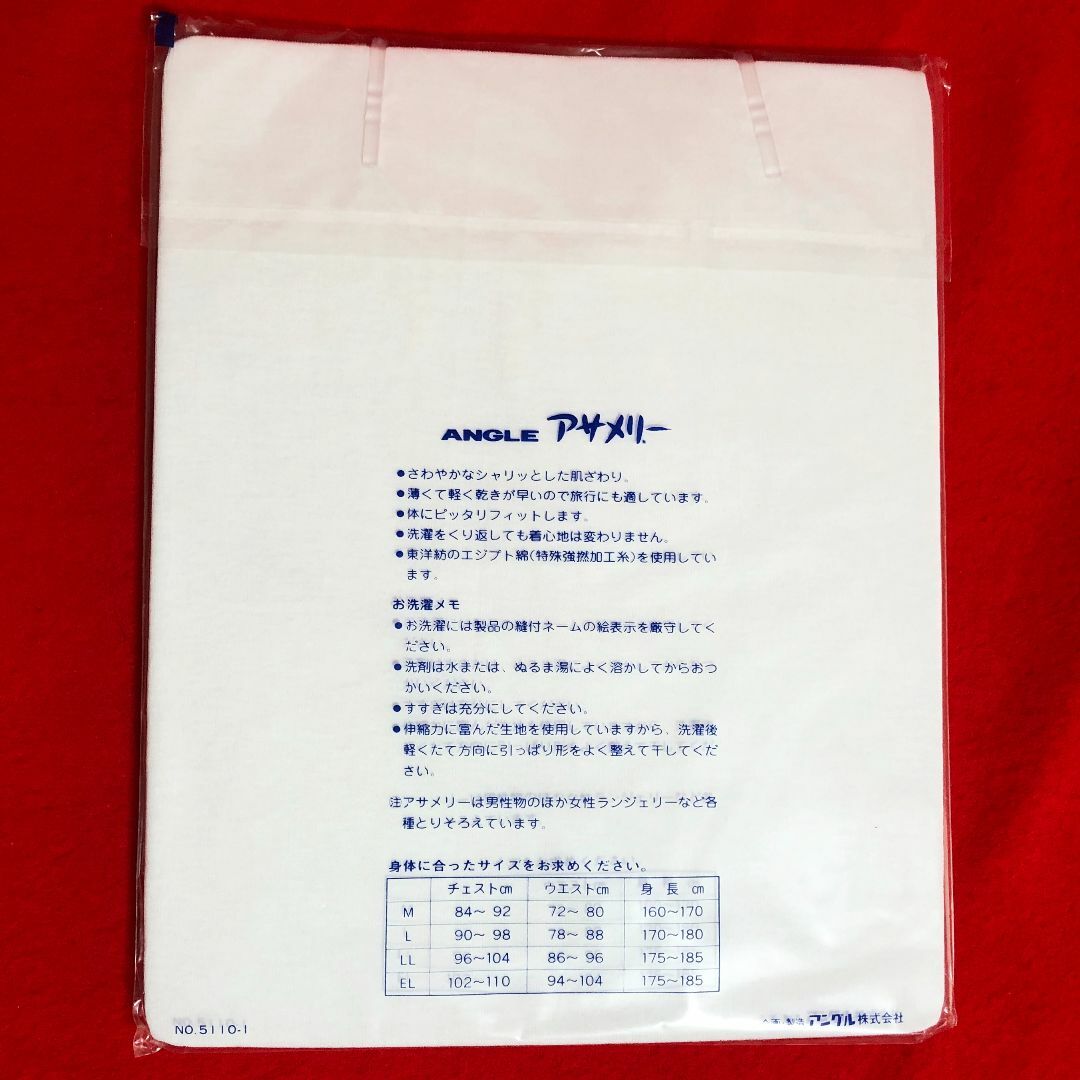 ANGLE アサメリー
●さわやかなシャリッとした肌ざわり。
●薄くて軽く乾きが早いので旅行にも適しています。
●体にピッタリフィットします。
●洗濯をくり返しても着心地は変わりません。
●東洋紡のエジプト綿(特殊強撚加工糸)を使用してい
ます。
お洗濯メモ
●お洗濯には製品の縫付ネームの絵表示を厳守してく
ださい。
●洗剤は水または、ぬるま湯によく溶かしてからおつ
かいください。
●すすぎは充分にしてください。
●伸縮力に富んだ生地を使用していますから、洗濯後
軽くたて方向に引っぱり形をよく整えて干してくだ
さい。
注アサメリーは男性物のほか女性ランジェリーなど各
種とりそろえています。
身体に合ったサイズをお求めください。
チェスト㎝ ウエスト㎝ 身長 ㎝
M 84〜92 72〜80 160〜170
L 90〜98 78〜88 170〜180
LL 96〜104 86〜96 175〜185
EL 102〜110 94〜104 175〜185
NO.5110-1
企画・製造 アングル株式会社